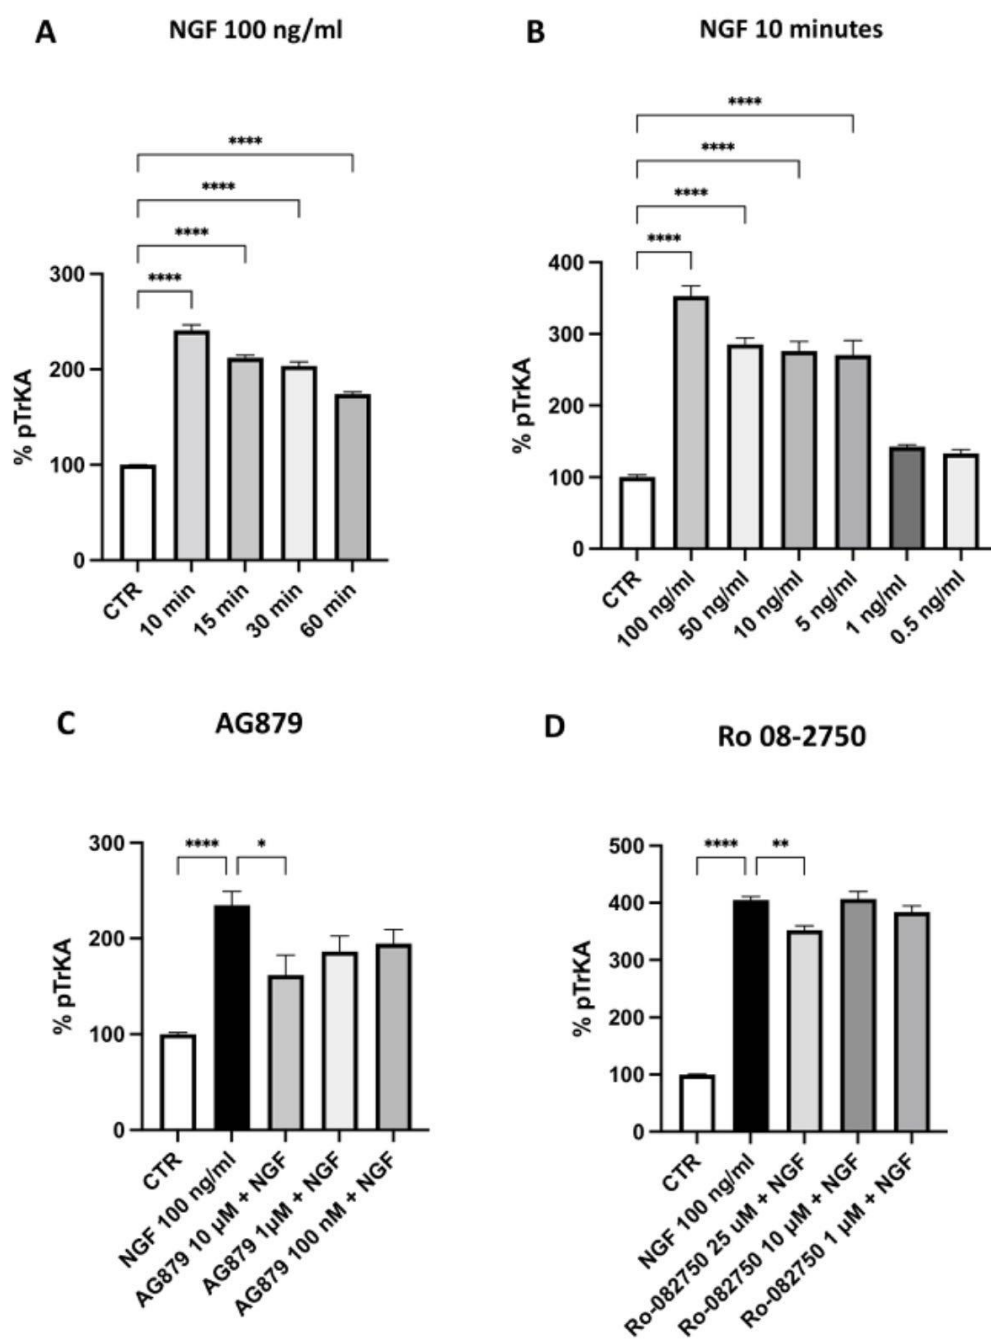 A
NGF 100 ng/ml
****
****
****
****
300
200
100
0
% pTrKA
CTR
10 min
15 min
30 min
60 min
B
NGF 10 minutes
****
****
****
****
400
300
200
100
0
% pTrKA
CTR
100 ng/ml
50 ng/ml
10 ng/ml
5 ng/ml
1 ng/ml
0.5 ng/ml
C
AG879
****
*
300
200
100
0
% pTrKA
CTR
NGF 100 ng/ml
AG879 10 μM + NGF
AG879 1μM + NGF
AG879 100 nM + NGF
D
Ro 08-2750
****
**
500
400
300
200
100
0
% pTrKA
CTR
NGF 100 ng/ml
Ro-082750 25 uM + NGF
Ro-082750 10 μM + NGF
Ro-082750 1 μM + NGF